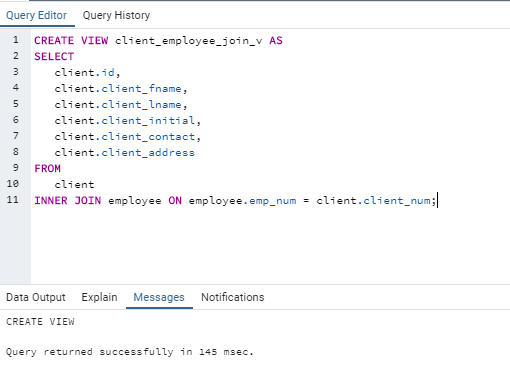 Query Editor Query History
1 CREATE VIEW client_employee_join_v AS
2 SELECT
3 client.id,
4 client.client_fname,
5 client.client_lname,
6 client.client_initial,
7 client.client_contact,
8 client.client_address
9 FROM
10 client
11 INNER JOIN employee ON employee.emp_num = client.client_num;
Data Output Explain Messages Notifications
CREATE VIEW
Query returned successfully in 145 msec.